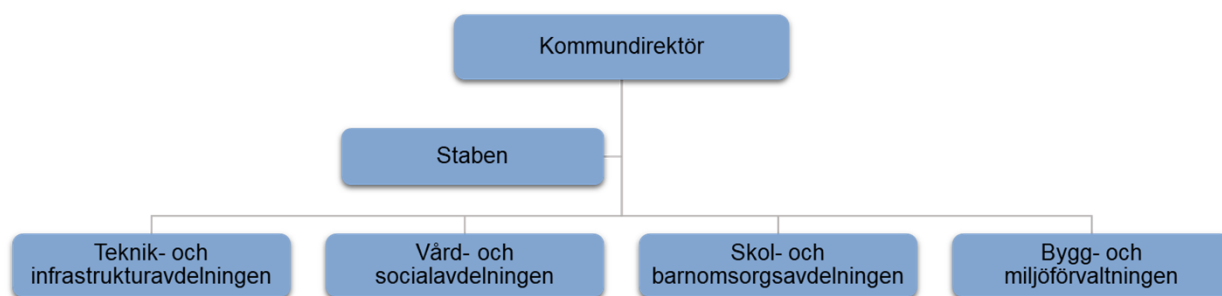 Kommundirektör
Staben
Teknik- och
infrastrukturavdelningen
Vård- och
socialavdelningen
Skol- och
barnomsorgsavdelningen
Bygg- och
miljöförvaltningen